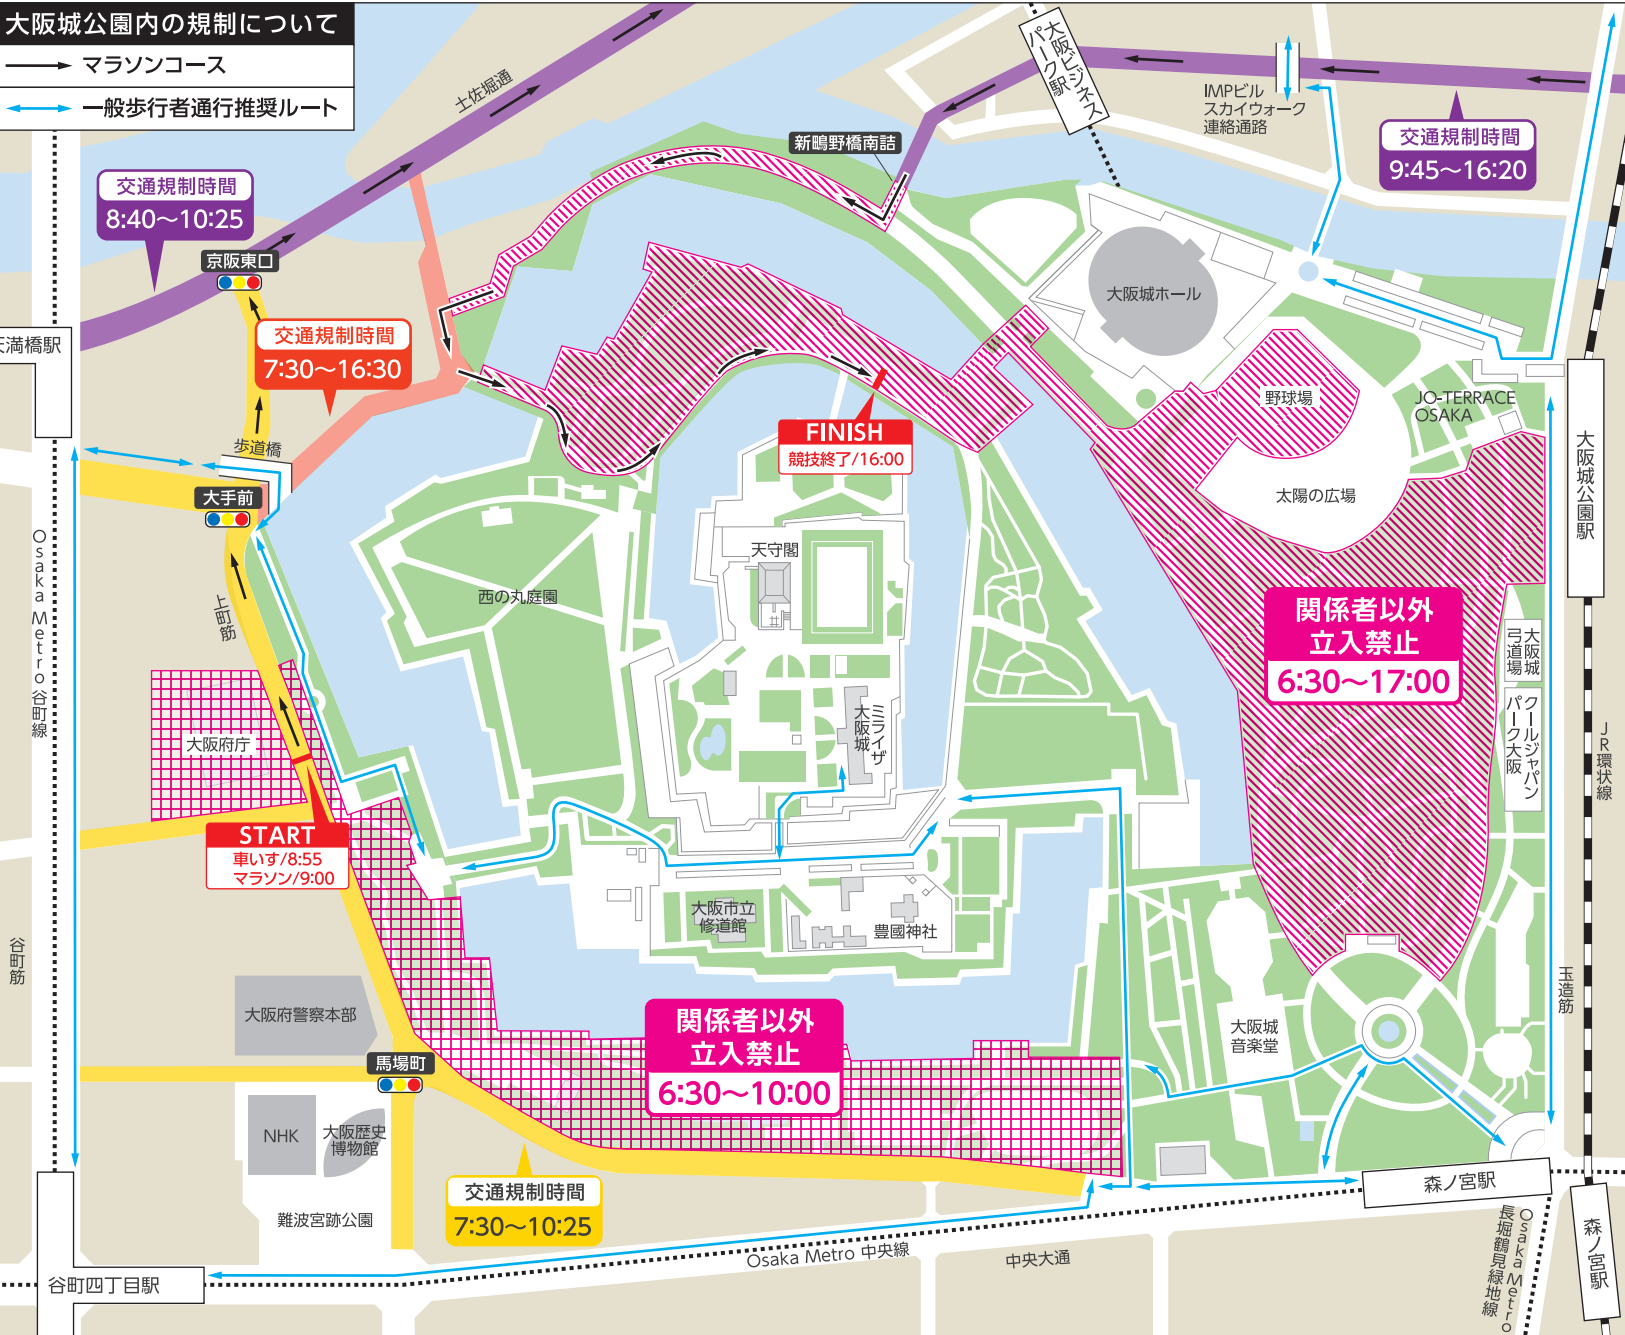 大阪城公園内の規制について
マラソンコース
一般歩行者通行推奨ルート
土佐堀通
大阪ビジネス
パーク駅
IMPビル
スカイウォーク
連絡通路
交通規制時間
9:45〜16:20
新鴫野橋南詰
交通規制時間
8:40〜10:25
京阪東口
大阪城ホール
天満橋駅
交通規制時間
7:30〜16:30
野球場
JO-TERRACE
OSAKA
歩道橋
FINISH
競技終了/16:00
大阪城公園駅
大手前
太陽の広場
Osaka Metro 谷町線
天守閣
西の丸庭園
上町筋
関係者以外
立入禁止
6:30〜17:00
大阪城
弓道場
クールジャパン
パーク大阪
JR環状線
大阪府庁
ミライザ
大阪城
START
車いす/8:55
マラソン/9:00
大阪市立
修道館
豊國神社
谷町筋
玉造筋
大阪府警察本部
関係者以外
立入禁止
6:30〜10:00
大阪城
音楽堂
馬場町
NHK
大阪歴史
博物館
交通規制時間
7:30〜10:25
森ノ宮駅
難波宮跡公園
Osaka Metro 中央線
中央大通
Osaka Metro
長堀鶴見緑地線
森ノ宮駅
谷町四丁目駅